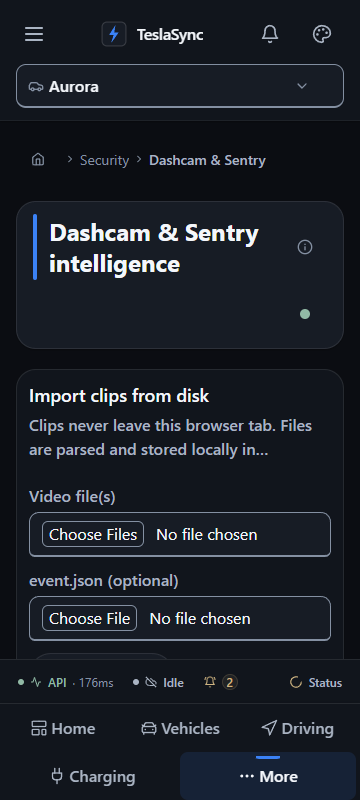 TeslaSync
Aurora
Security
Dashcam & Sentry
Dashcam & Sentry
intelligence
Import clips from disk
Clips never leave this browser tab. Files
are parsed and stored locally in...
Video file(s)
Choose Files No file chosen
event.json (optional)
Choose File No file chosen
API · 176ms Idle 2 Status
Home Vehicles Driving
Charging More